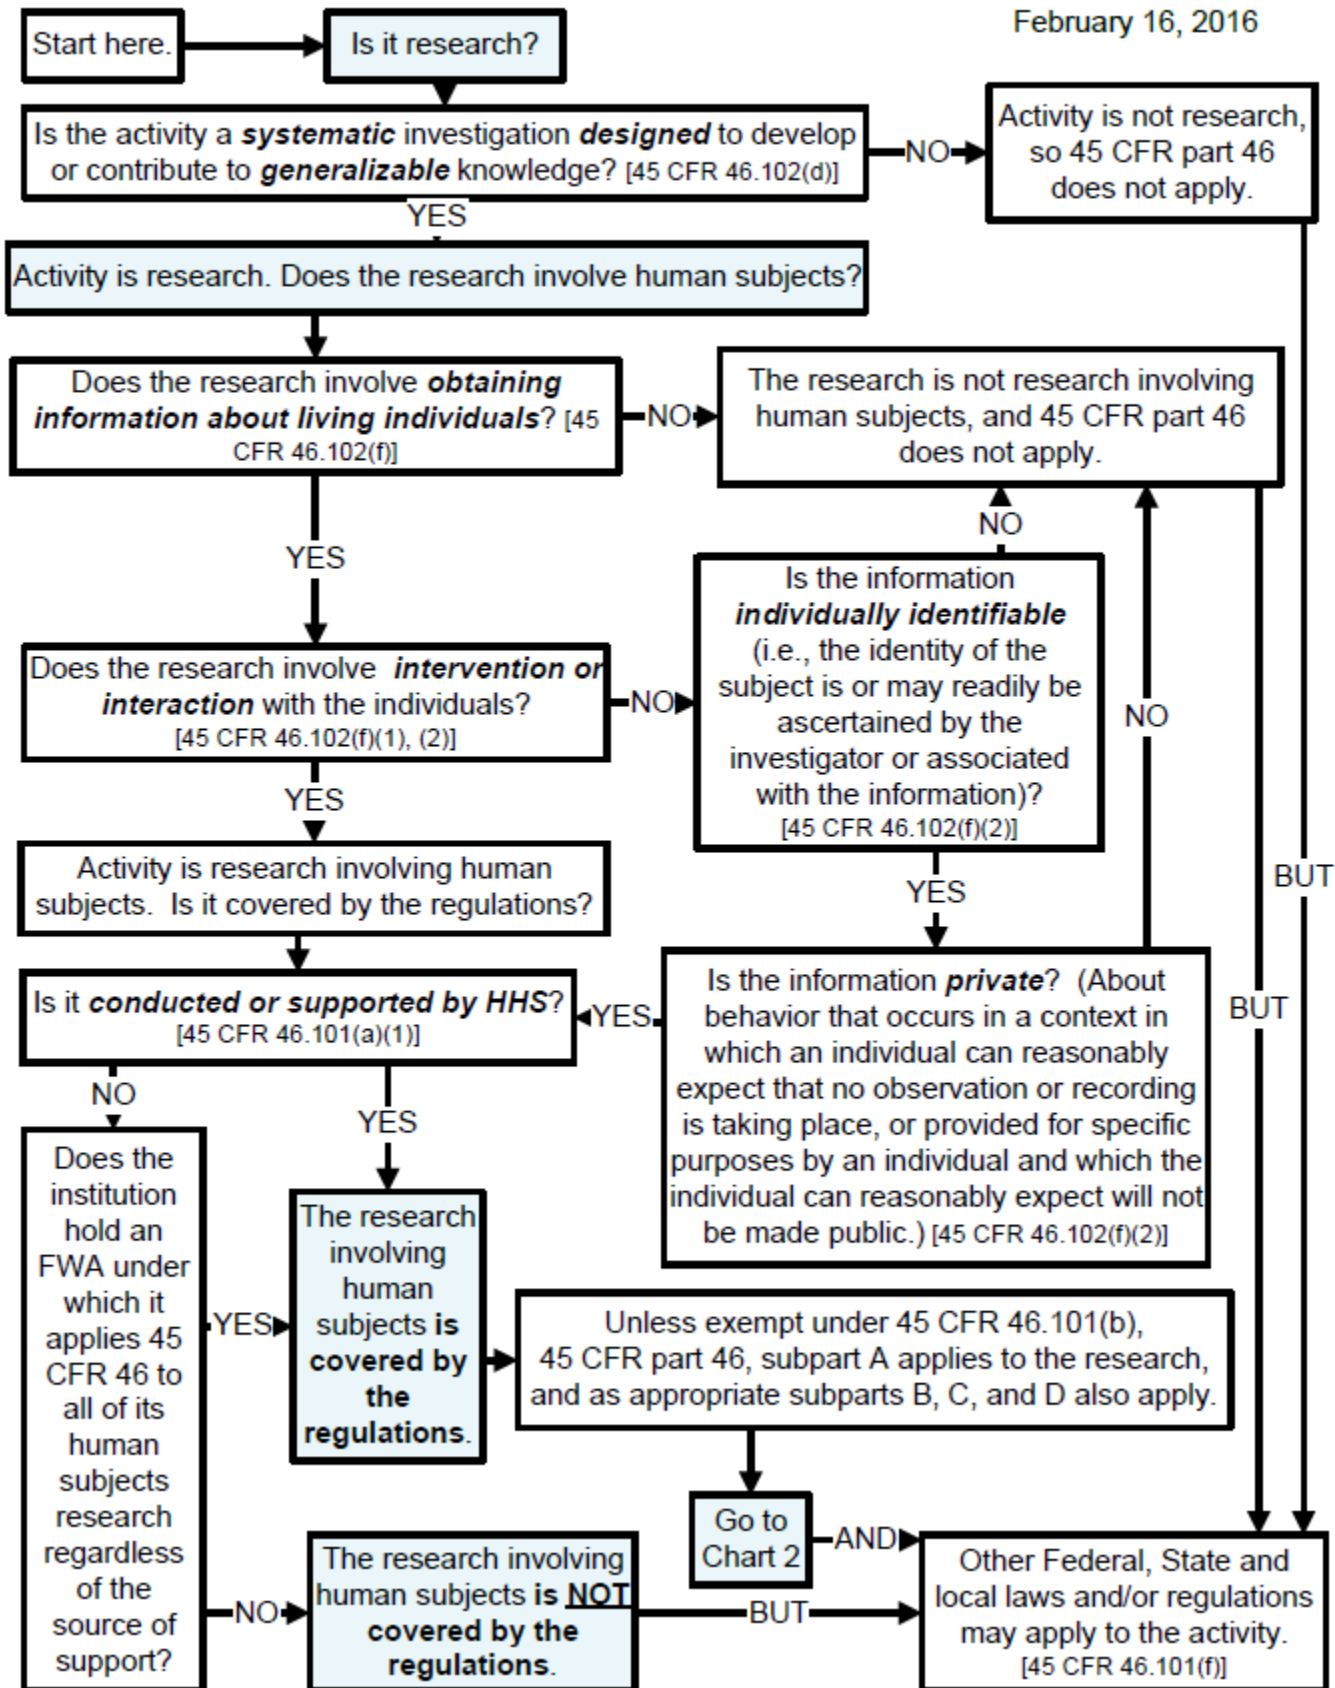 February 16, 2016
Start here.
Is it research?
Is the activity a systematic investigation designed to develop
or contribute to generalizable knowledge? [45 CFR 46.102(d)]
NO
Activity is not research,
so 45 CFR part 46
does not apply.
YES
Activity is research. Does the research involve human subjects?
Does the research involve obtaining
information about living individuals? [45
CFR 46.102(f)]
NO
The research is not research involving
human subjects, and 45 CFR part 46
does not apply.
YES
NO
Is the information
individually identifiable
(i.e., the identity of the
subject is or may readily be
ascertained by the
investigator or associated
with the information)?
[45 CFR 46.102(f)(2)]
NO
Does the research involve intervention or
interaction with the individuals?
[45 CFR 46.102(f)(1), (2)]
NO
YES
YES
BUT
Activity is research involving human
subjects. Is it covered by the regulations?
Is it conducted or supported by HHS?
[45 CFR 46.101(a)(1)]
YES
Is the information private? (About
behavior that occurs in a context in
which an individual can reasonably
expect that no observation or recording
is taking place, or provided for specific
purposes by an individual and which the
individual can reasonably expect will not
be made public.) [45 CFR 46.102(f)(2)]
BUT
NO
YES
Does the
institution
hold an
FWA under
which it
applies 45
CFR 46 to
all of its
human
subjects
research
regardless
of the
source of
support?
YES
The research
involving
human
subjects is
covered by
the
regulations.
Unless exempt under 45 CFR 46.101(b),
45 CFR part 46, subpart A applies to the research,
and as appropriate subparts B, C, and D also apply.
Go to
Chart 2
AND
NO
The research involving
human subjects is NOT
covered by the
regulations.
BUT
Other Federal, State and
local laws and/or regulations
may apply to the activity.
[45 CFR 46.101(f)]